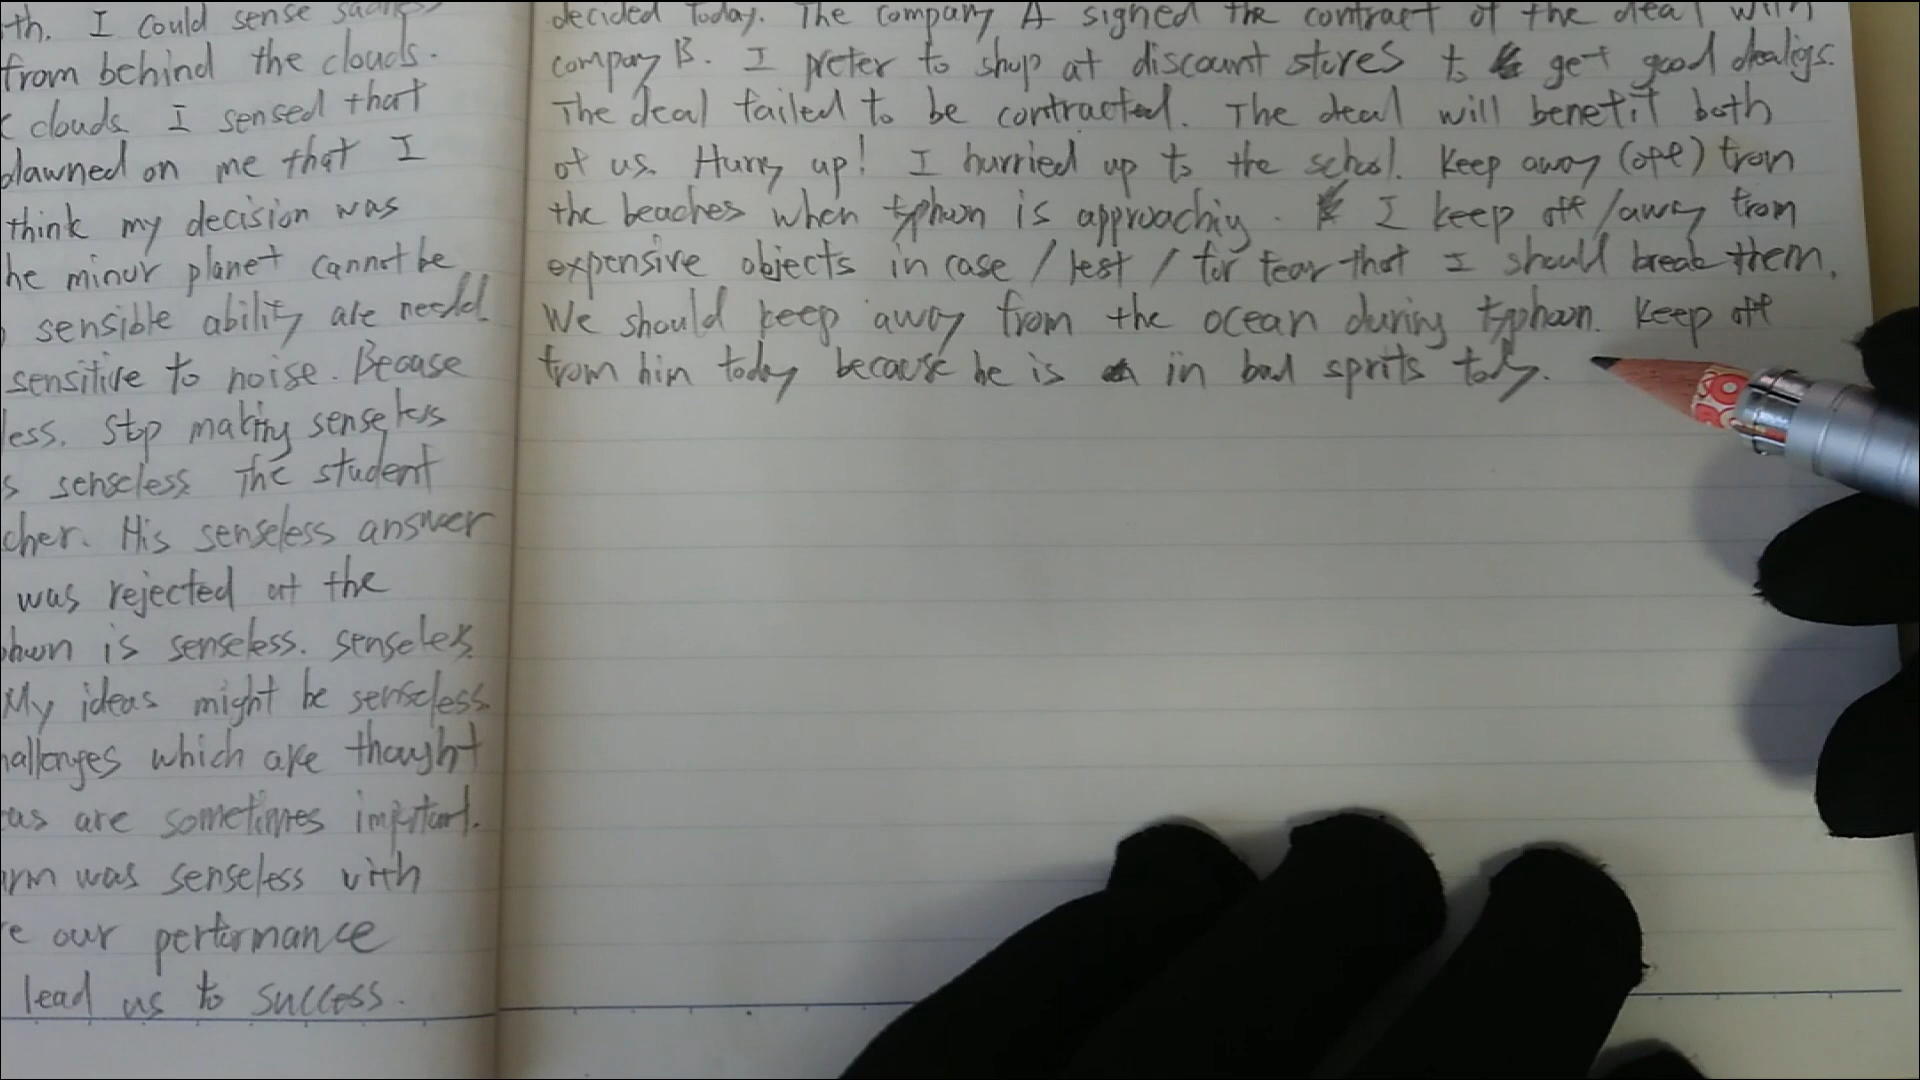 th. I could sense sadness
from behind the clouds.
clouds I sensed that
dawned on me that I
think my decision was
he minor planet cannot be
sensible ability are needed.
sensitive to noise. Because
less. Stop making senseless
s senseless The student
cher. His senseless answer
was rejected at the
is senseless. senseless
My ideas might be senseless.
hallenges which are thought
eas are sometimes important.
was senseless with
e our performance
lead us to success.
decided today. The company A signed the contract of the deal with
company B. I prefer to shop at discount stores to get good dealigs.
The deal failed to be contracted. The deal will benefit both
of us. Hurry up! I hurried up to the school. Keep away (off) from
the beaches when typhoon is approachig. I keep off/away from
expensive objects in case / lest / for fear that I should break them.
We should keep away from the ocean during typhoon. Keep off
from him today because he is in bad sprits today.